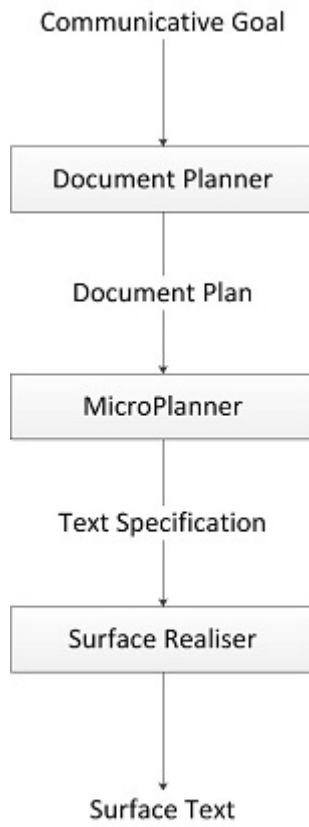 Communicative Goal
Document Planner
Document Plan
MicroPlanner
Text Specification
Surface Realiser
Surface Text